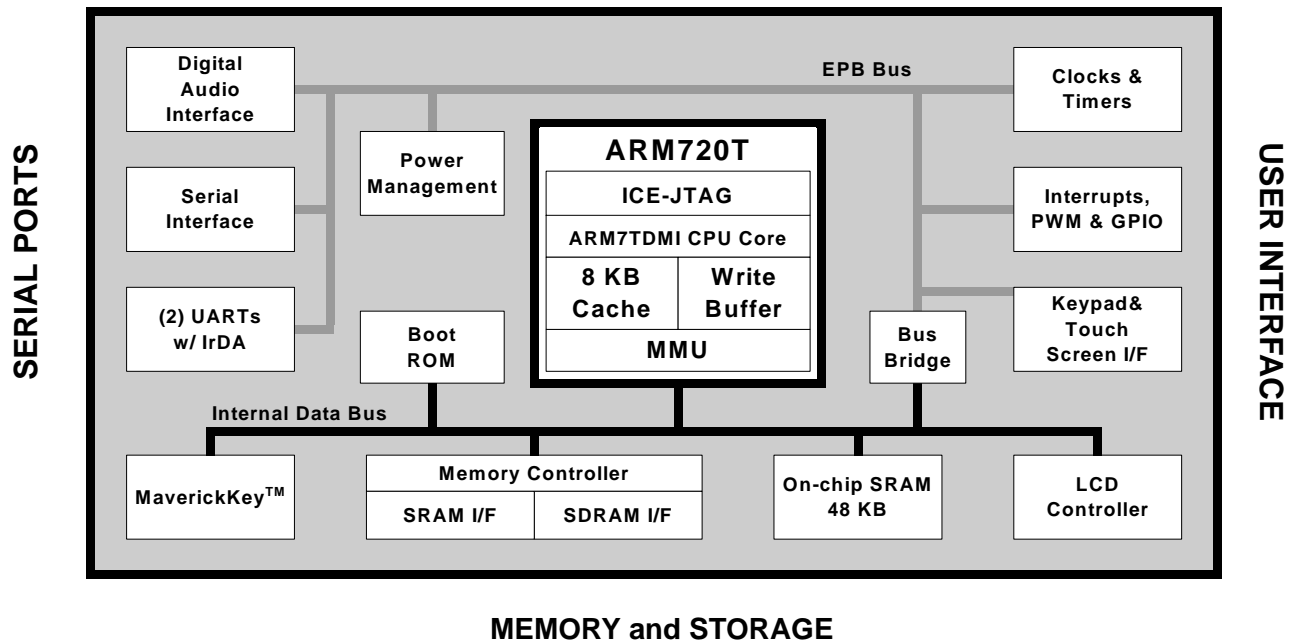 SERIAL PORTS
Digital
Audio
Interface
Serial
Interface
(2) UARTs
w/ IrDA
Power
Management
EPB Bus
ARM720T
ICE-JTAG
ARM7TDMI CPU Core
8 KB
Cache
Write
Buffer
MMU
Boot
ROM
Bus
Bridge
Clocks &
Timers
Interrupts,
PWM & GPIO
Keypad&
Touch
Screen I/F
USER INTERFACE
Internal Data Bus
MaverickKey™
Memory Controller
SRAM I/F
SDRAM I/F
On-chip SRAM
48 KB
LCD
Controller
MEMORY and STORAGE